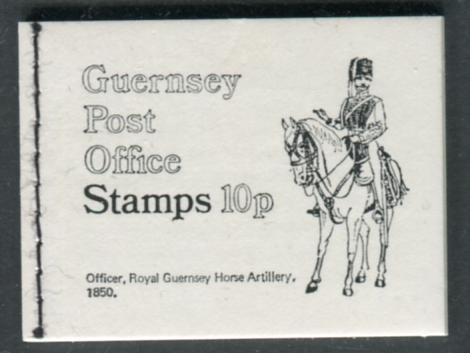 Guernsey
Post
Office
Stamps 10p
Officer, Royal Guernsey Horse Artillery,
1850.